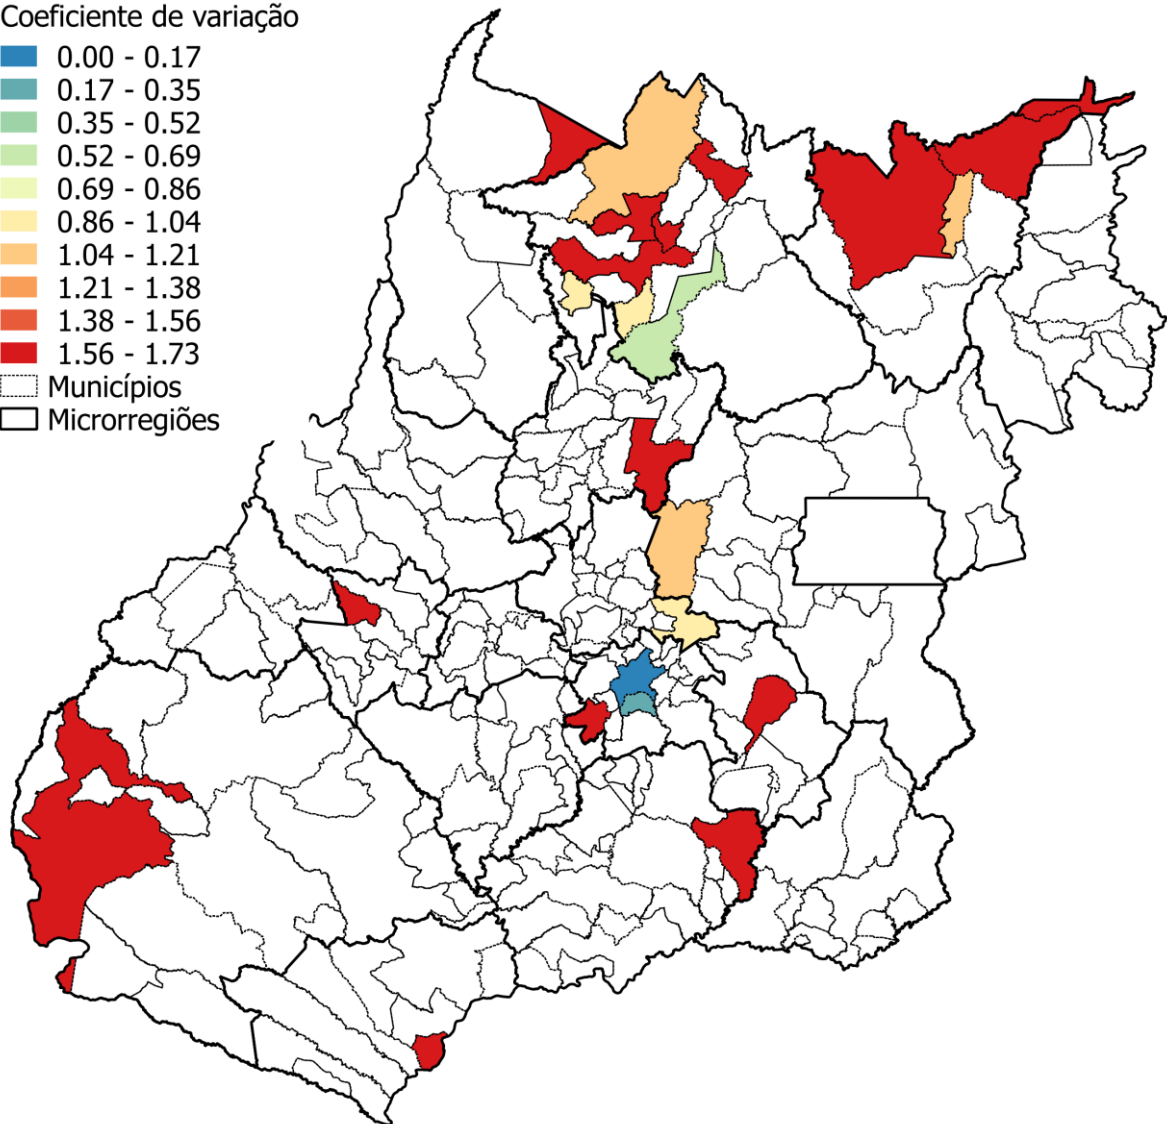 Coeficiente de variação
0.00 - 0.17
0.17 - 0.35
0.35 - 0.52
0.52 - 0.69
0.69 - 0.86
0.86 - 1.04
1.04 - 1.21
1.21 - 1.38
1.38 - 1.56
1.56 - 1.73
Municípios
Microrregiões